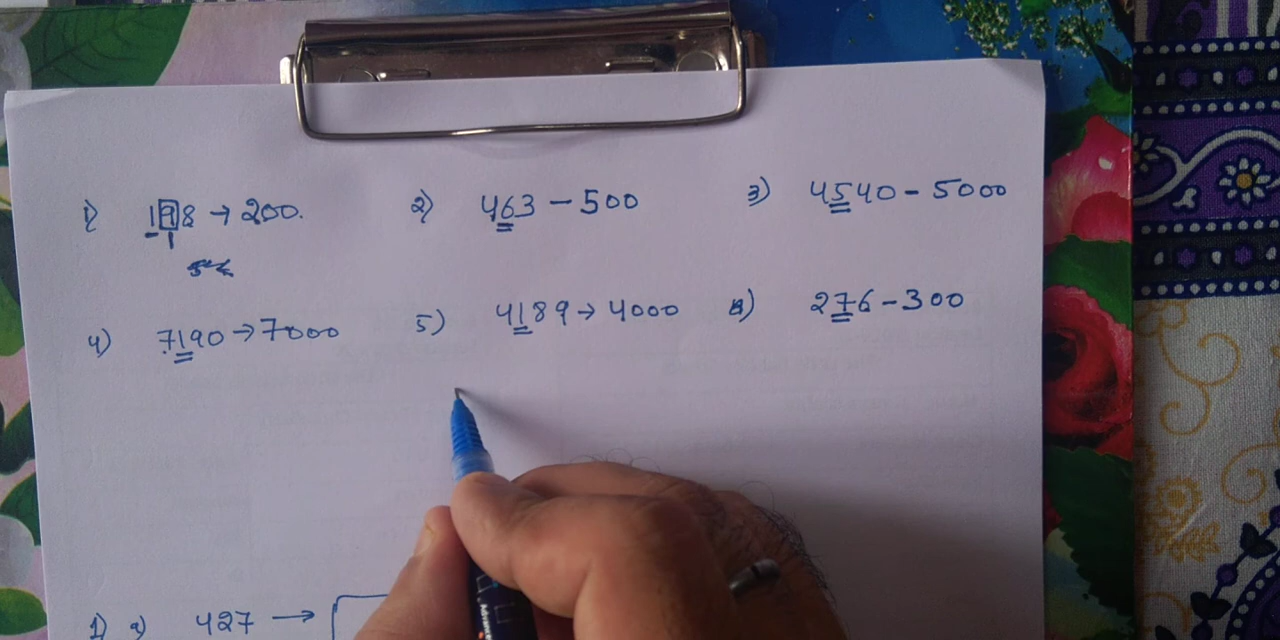 1) 198 → 200. 2) 463 - 500 3) 4540 - 5000
4) 7190 → 7000 5) 4189 → 4000 6) 276 - 300
1) a) 427 →